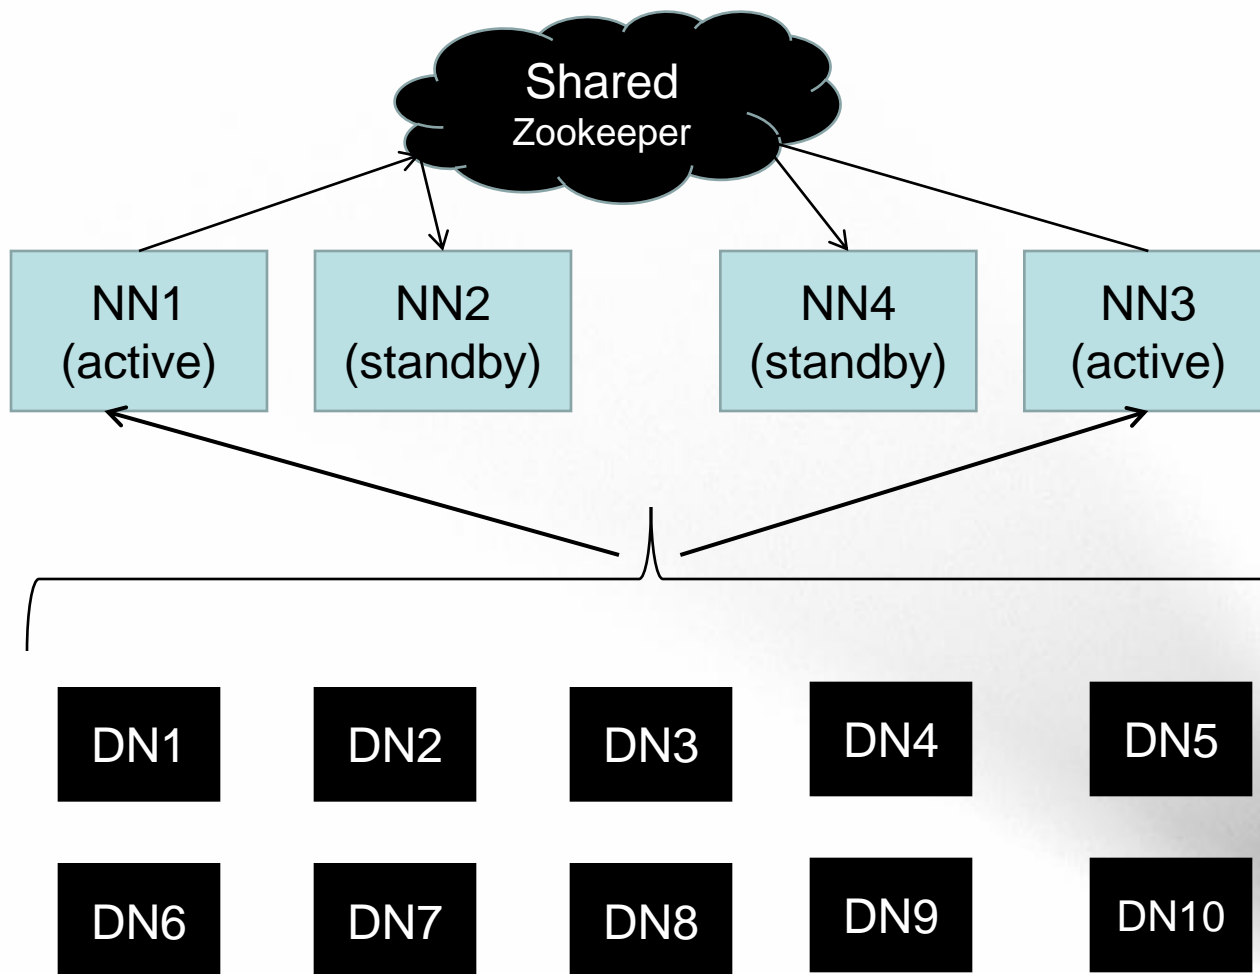 Shared
Zookeeper
NN1
(active)
NN2
(standby)
NN4
(standby)
NN3
(active)
DN1
DN2
DN3
DN4
DN5
DN6
DN7
DN8
DN9
DN10